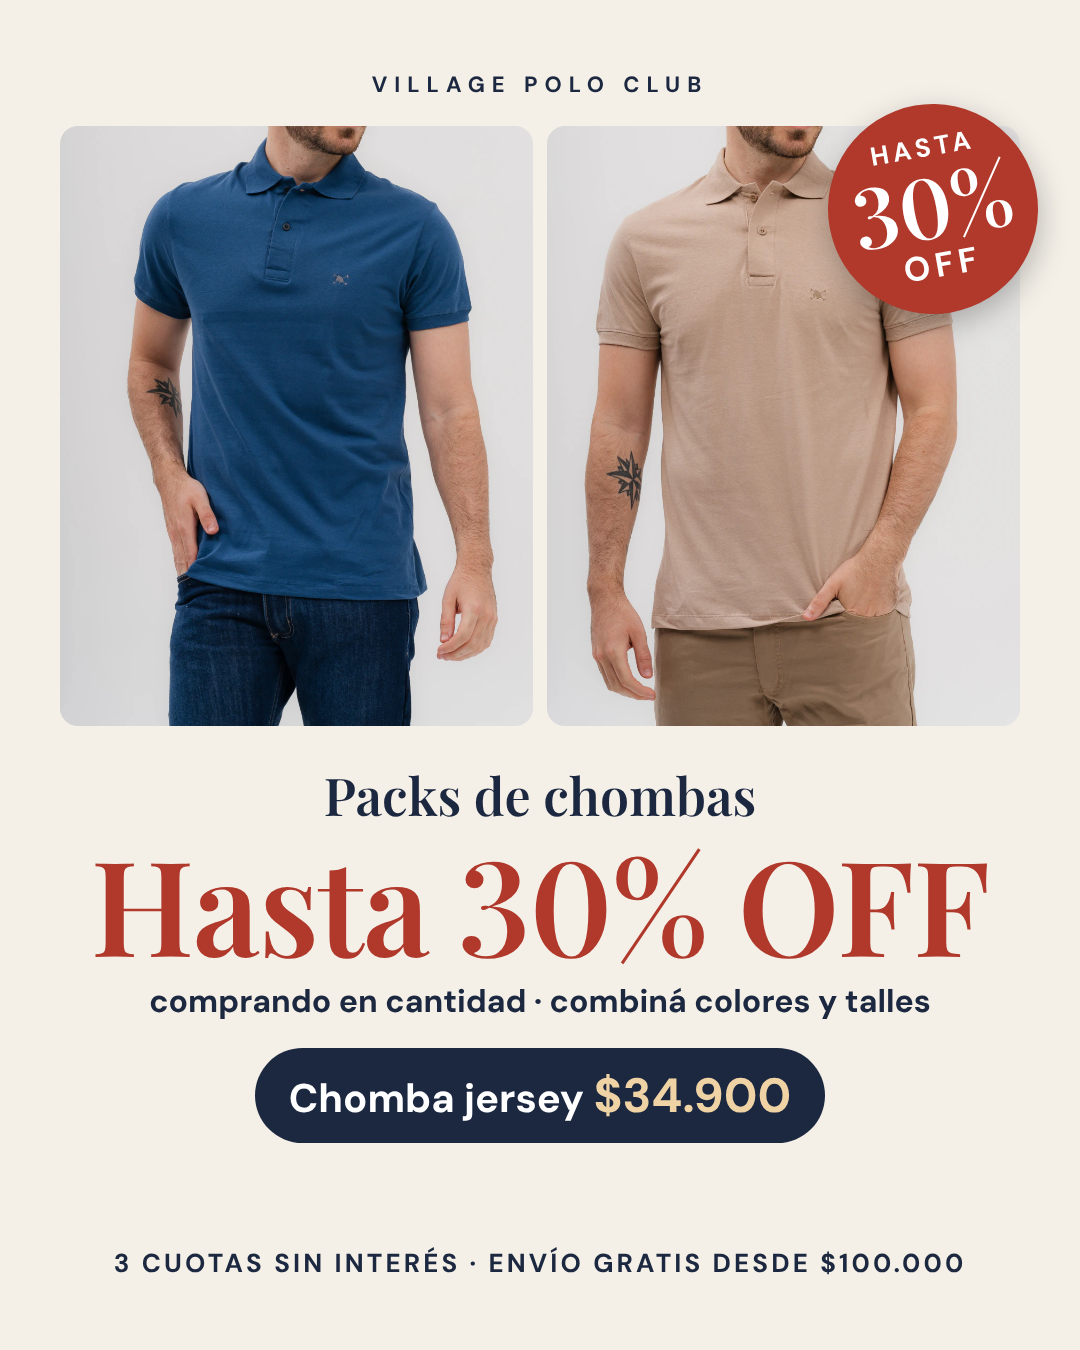 VILLAGE POLO CLUB
HASTA
30%
OFF
Packs de chombas
Hasta 30% OFF
comprando en cantidad · combiná colores y talles
Chomba jersey $34.900
3 CUOTAS SIN INTERÉS · ENVÍO GRATIS DESDE $100.000